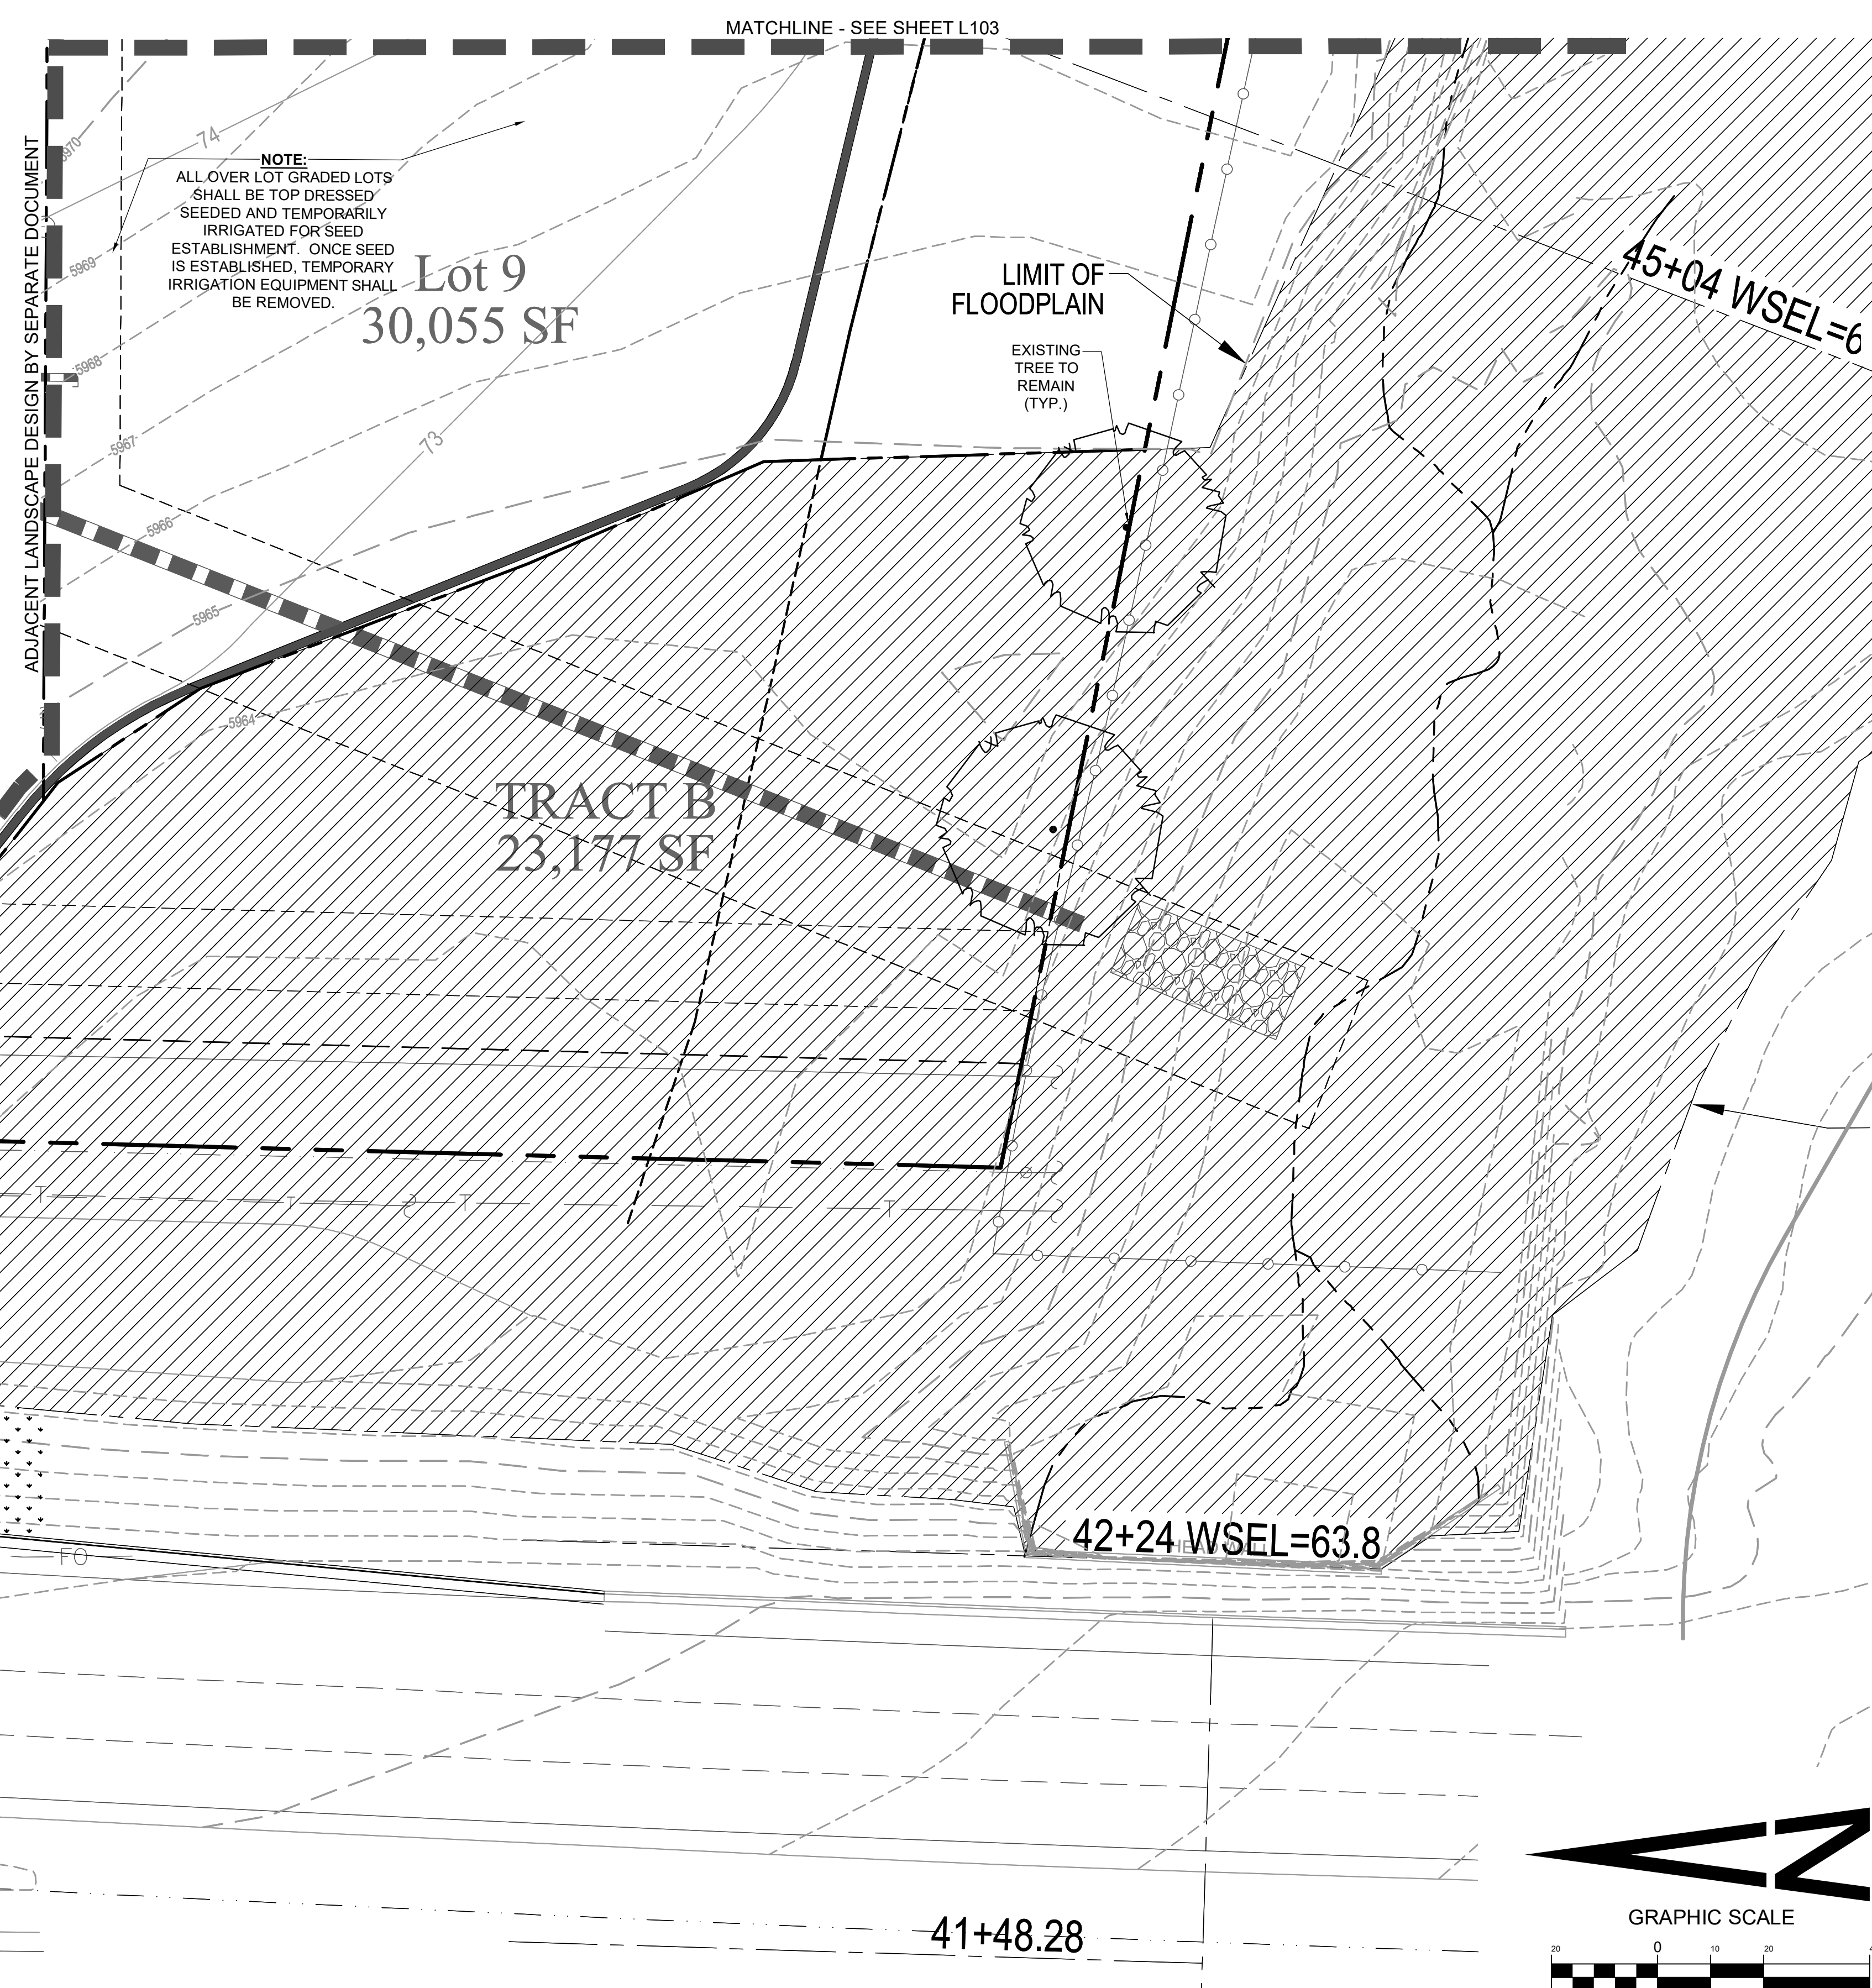 MATCHLINE - SEE SHEET L103
ADJACENT LANDSCAPE DESIGN BY SEPARATE DOCUMENT
5970
74
NOTE:
ALL OVER LOT GRADED LOTS
SHALL BE TOP DRESSED
SEEDED AND TEMPORARILY
IRRIGATED FOR SEED
ESTABLISHMENT. ONCE SEED
IS ESTABLISHED, TEMPORARY
IRRIGATION EQUIPMENT SHALL
BE REMOVED.
5969
Lot 9
30,055 SF
LIMIT OF
FLOODPLAIN
45+04 WSEL=6
EXISTING
TREE TO
REMAIN
(TYP.)
5968
5967
73
5966
5965
5964
TRACT B
23,177 SF
T
T
S
T
T
42+24 WSEL=63.8
FO
N
GRAPHIC SCALE
41+48.28
20
0
10
20
4